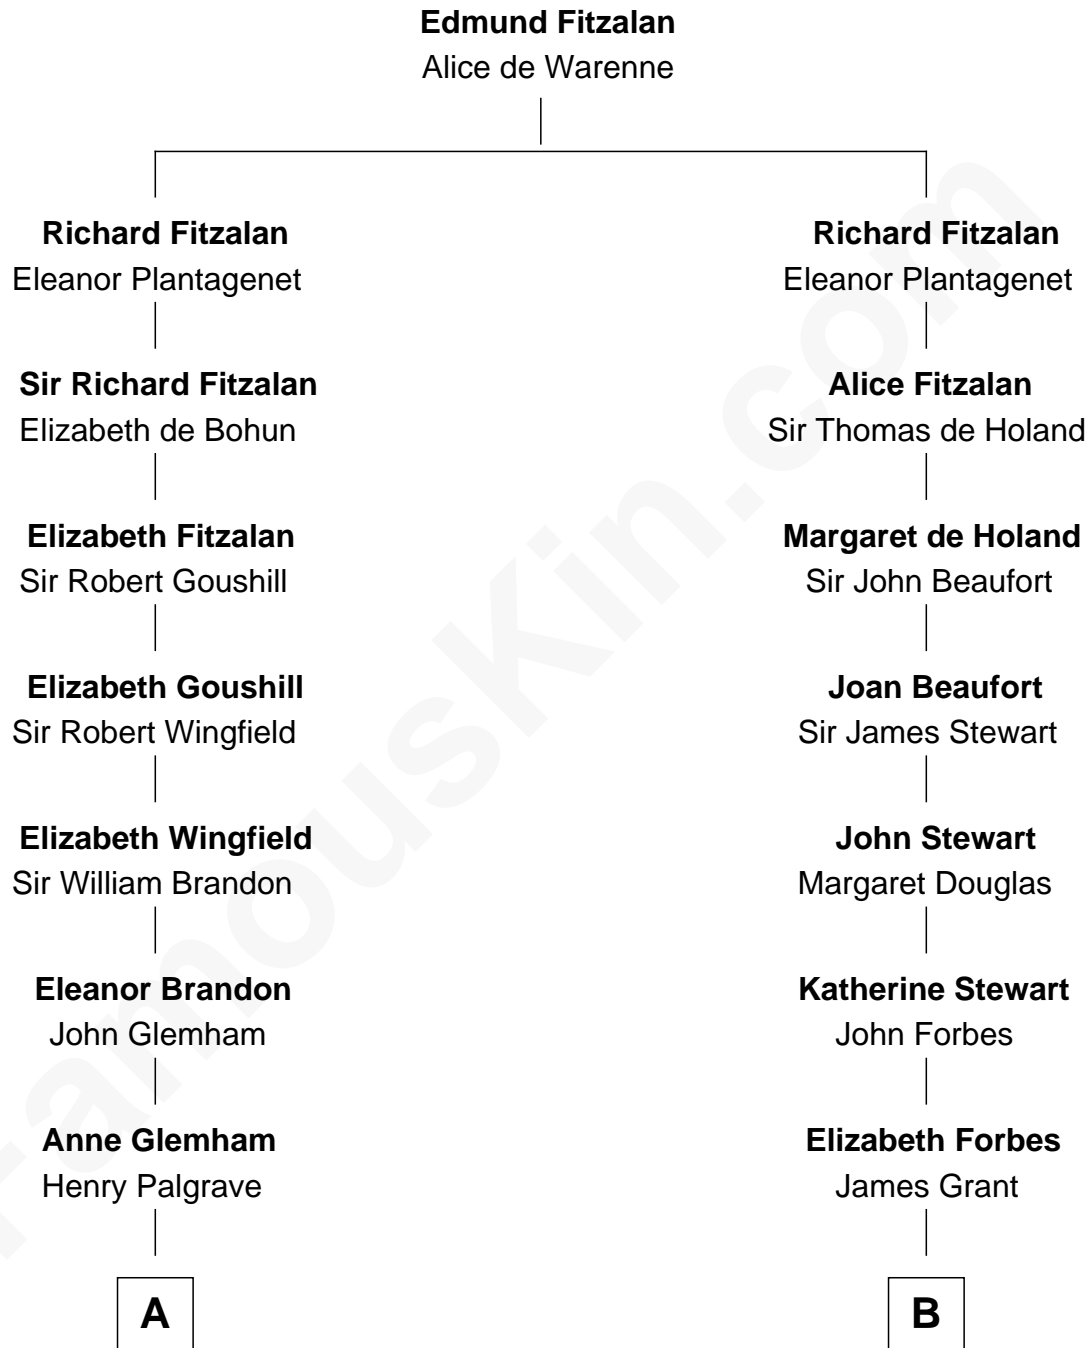 Edmund Fitzalan
Alice de Warenne
Richard Fitzalan
Eleanor Plantagenet
Sir Richard Fitzalan
Elizabeth de Bohun
Elizabeth Fitzalan
Sir Robert Goushill
Elizabeth Goushill
Sir Robert Wingfield
Elizabeth Wingfield
Sir William Brandon
Eleanor Brandon
John Glemham
Anne Glemham
Henry Palgrave
A
Richard Fitzalan
Eleanor Plantagenet
Alice Fitzalan
Sir Thomas de Holand
Margaret de Holand
Sir John Beaufort
Joan Beaufort
Sir James Stewart
John Stewart
Margaret Douglas
Katherine Stewart
John Forbes
Elizabeth Forbes
James Grant
B
FamousKin.com